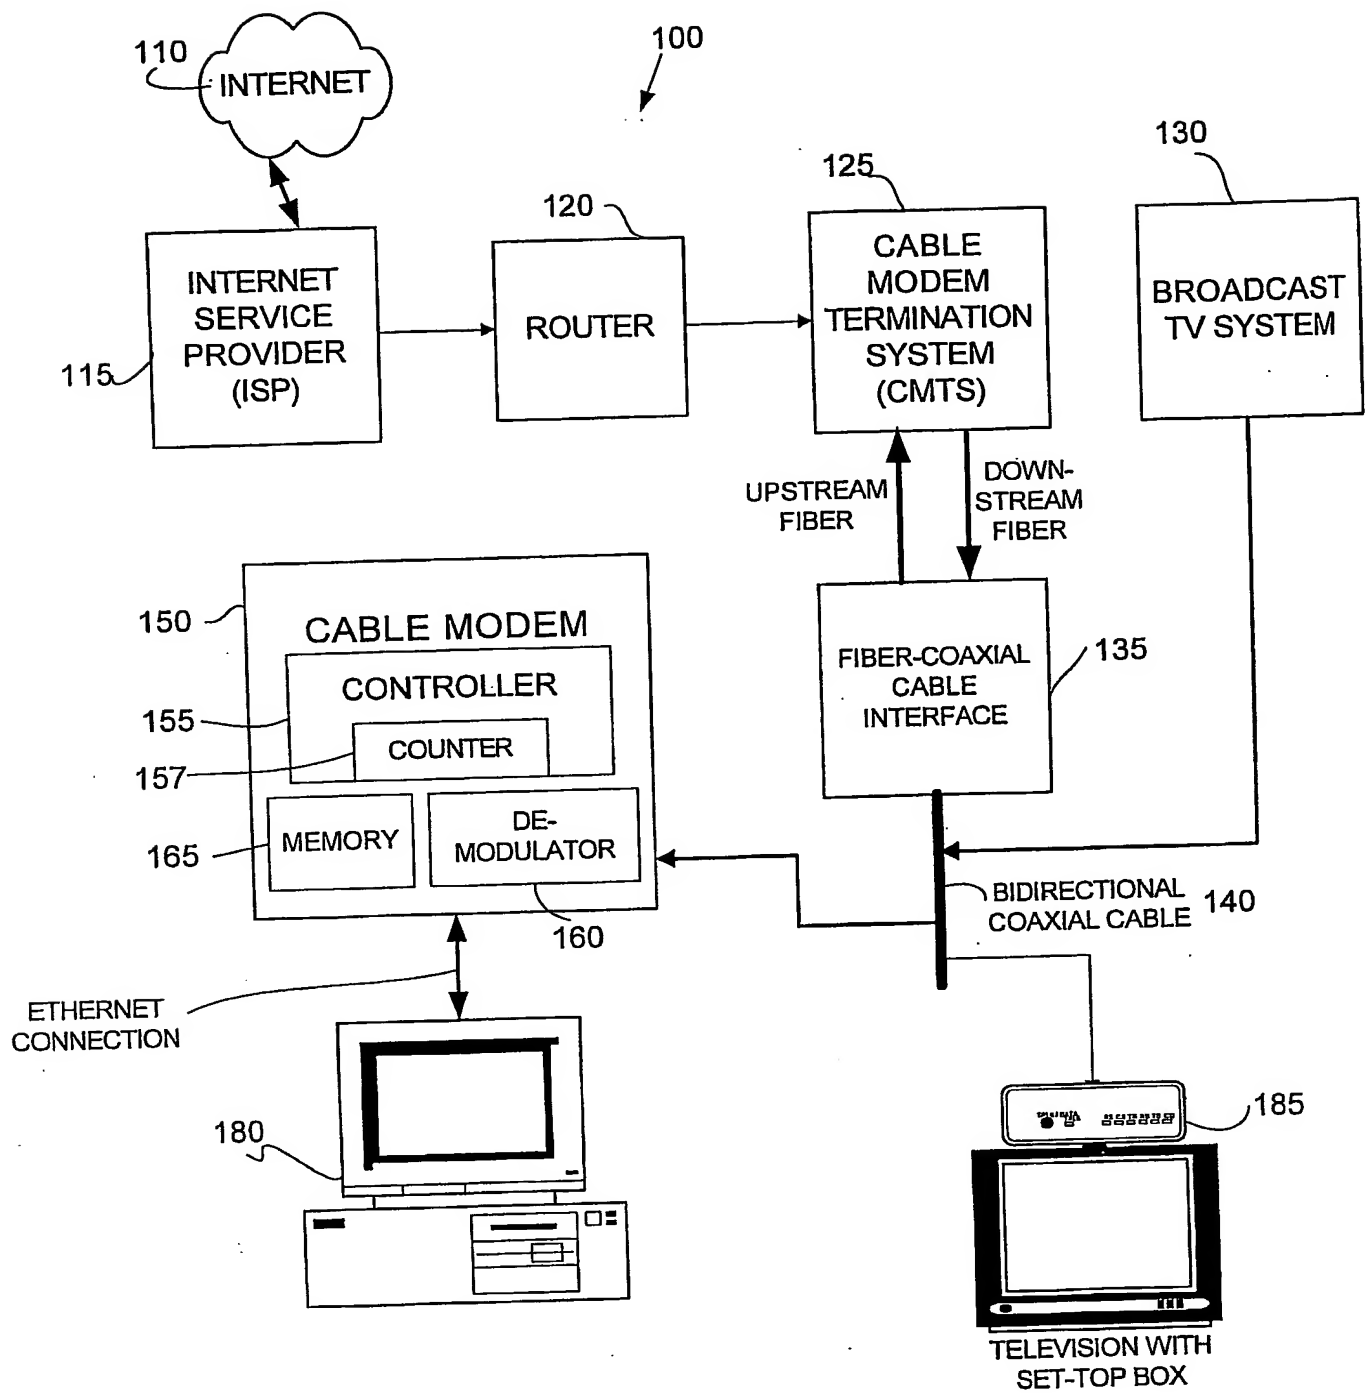 110
INTERNET
100
115
INTERNET
SERVICE
PROVIDER
(ISP)
120
ROUTER
125
CABLE
MODEM
TERMINATION
SYSTEM
(CMTS)
130
BROADCAST
TV SYSTEM
UPSTREAM
FIBER
DOWN-
STREAM
FIBER
150
CABLE MODEM
155
CONTROLLER
157
COUNTER
165
MEMORY
DE-
MODULATOR
160
FIBER-COAXIAL
CABLE
INTERFACE
135
BIDIRECTIONAL
COAXIAL CABLE
140
ETHERNET
CONNECTION
180
185
TELEVISION WITH
SET-TOP BOX